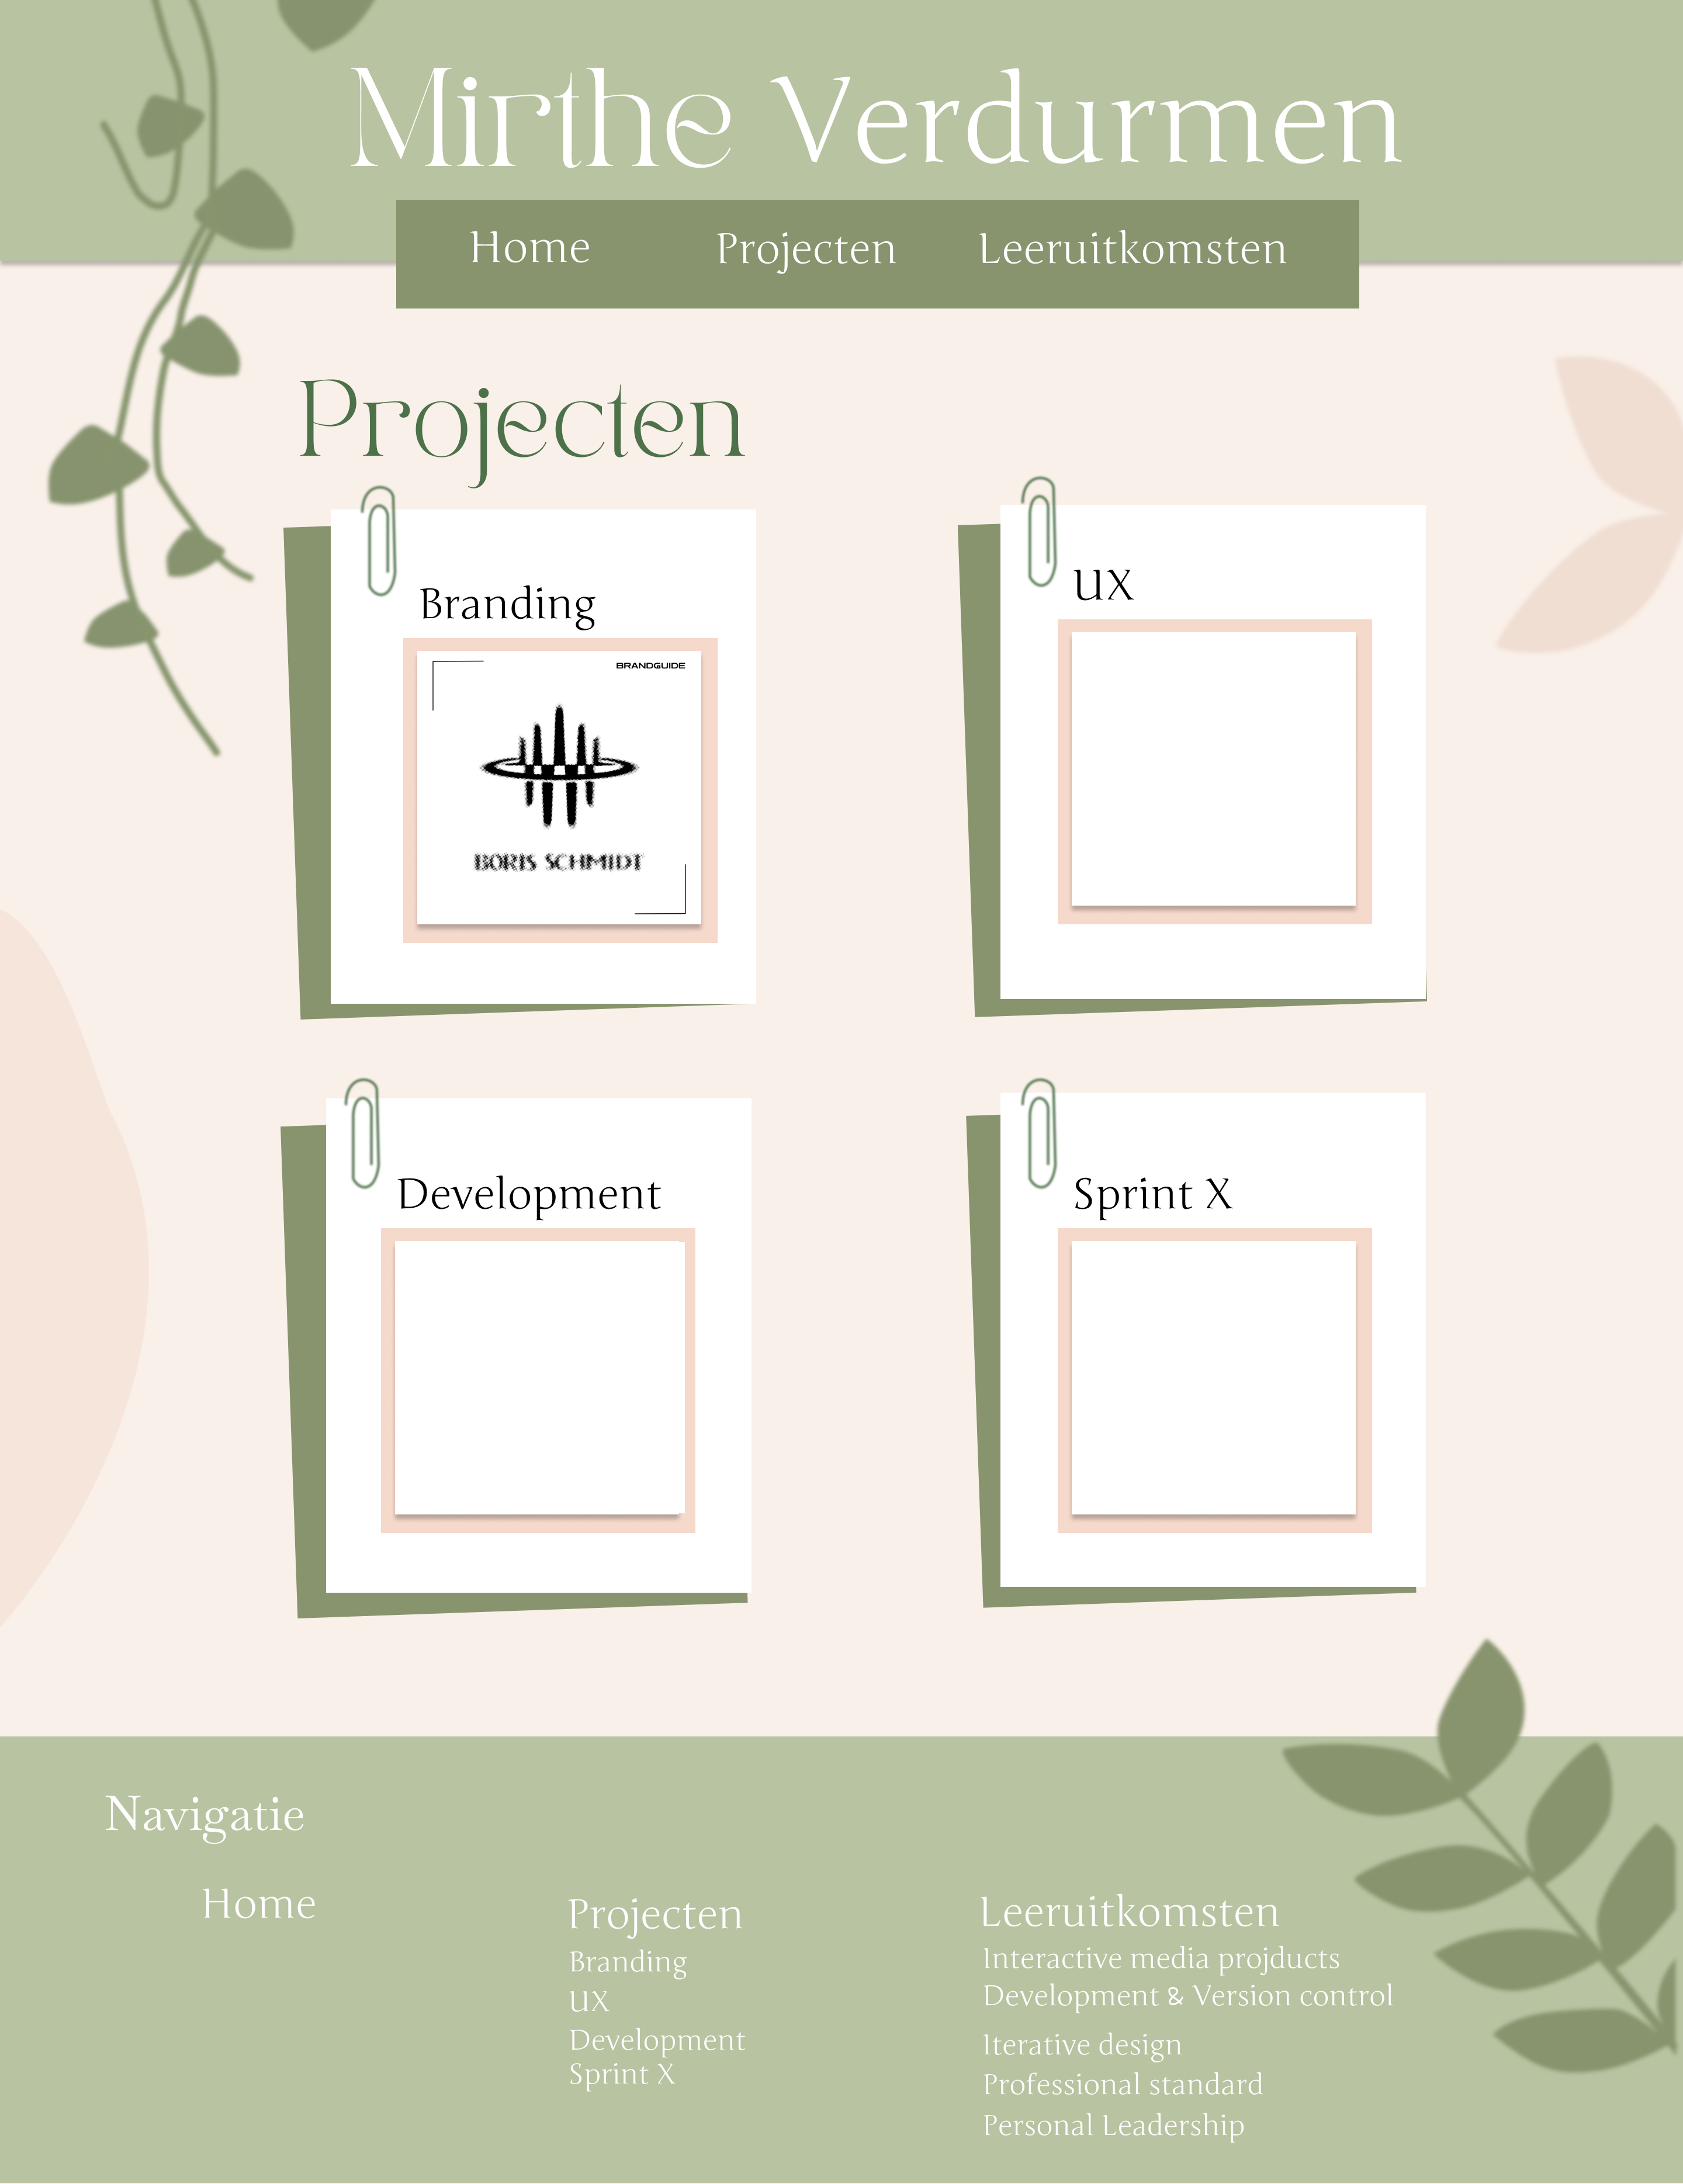 Mirthe Verdurmen
Home Projecten Leeruitkomsten
Projecten
Branding
BRANDGUIDE
BORIS SCHMIDT
UX
Development
Sprint X
Navigatie
Home
Projecten
Branding
UX
Development
Sprint X
Leeruitkomsten
Interactive media projducts
Development & Version control
Iterative design
Professional standard
Personal Leadership